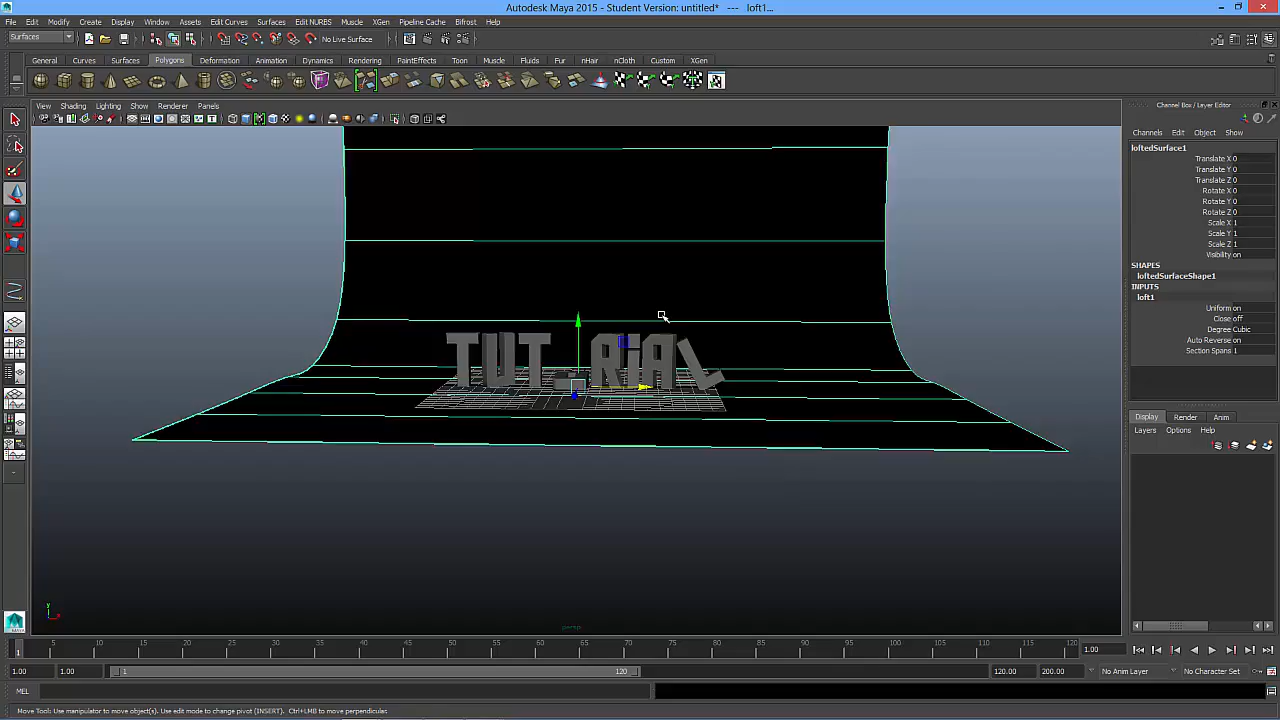 Autodesk Maya 2015 - Student Version: untitled* --- loft1...
File Edit Modify Create Display Window Assets Edit Curves Surfaces Edit NURBS Muscle XGen Pipeline Cache Bifrost Help
Surfaces
No Live Surface
General Curves Surfaces Polygons Deformation Animation Dynamics Rendering PaintEffects Toon Muscle Fluids Fur nHair nCloth Custom XGen
View Shading Lighting Show Renderer Panels
Channel Box / Layer Editor
Channels Edit Object Show
loftedSurface1
Translate X 0
Translate Y 0
Translate Z 0
Rotate X 0
Rotate Y 0
Rotate Z 0
Scale X 1
Scale Y 1
Scale Z 1
Visibility on
SHAPES
loftedSurfaceShape1
INPUTS
loft1
Uniform on
Close off
Degree Cubic
Auto Reverse on
Section Spans 1
TUT RiAL
Display Render Anim
Layers Options Help
y
x
persp
MAYA
5 10 15 20 25 30 35 40 45 50 55 60 65 70 75 80 85 90 95 100 105 110 115 120
1
1.00
1.00 1.00 1 120 120.00 200.00 No Anim Layer No Character Set
MEL
Move Tool: Use manipulator to move object(s). Use edit mode to change pivot (INSERT). Ctrl+LMB to move perpendicular.